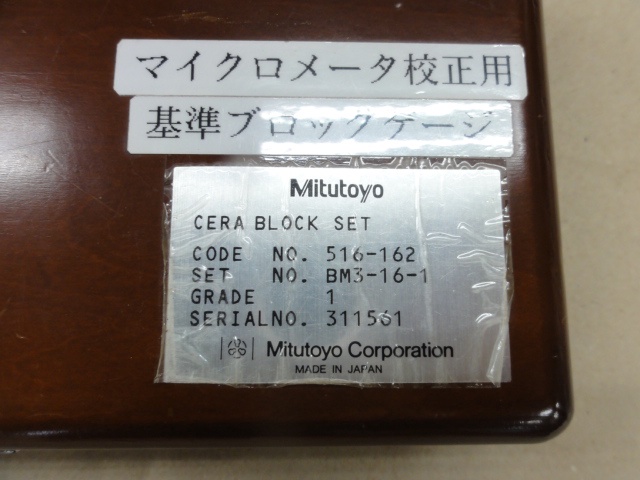 マイクロメータ校正用
基準ブロックゲージ
Mitutoyo
CERA BLOCK SET
CODE NO. 516-162
SET NO. BM3-16-1
GRADE 1
SERIALNO. 311561
Mitutoyo Corporation
MADE IN JAPAN